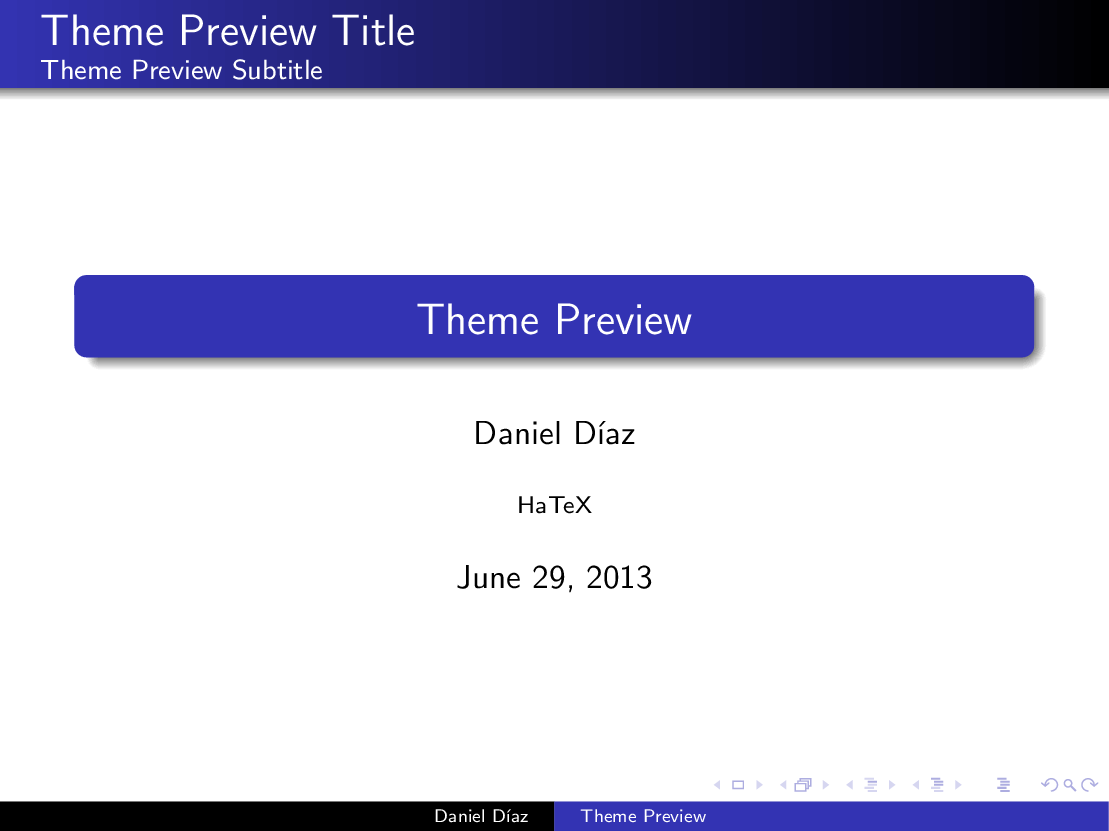 Theme Preview Title
Theme Preview Subtitle
Theme Preview
Daniel Díaz
HaTeX
June 29, 2013
Daniel Díaz
Theme Preview